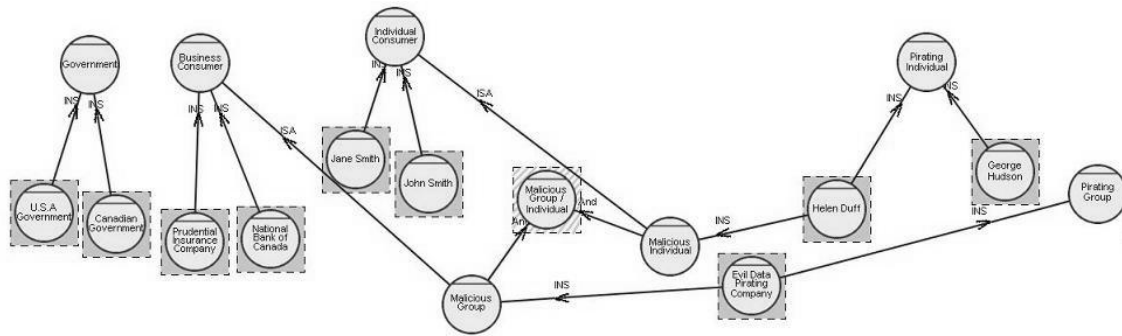 Government
INS
INS
U.S.A
Government
Canadian
Government
Business
Consumer
INS
INS
Prudential
Insurance
Company
National
Bank of
Canada
ISA
Individual
Consumer
INS
INS
Jane Smith
John Smith
ISA
Malicious
Group /
Individual
And
And
Malicious
Group
Malicious
Individual
INS
INS
Evil Data
Pirating
Company
Helen Duff
INS
Pirating
Individual
INS
George
Hudson
INS
Pirating
Group